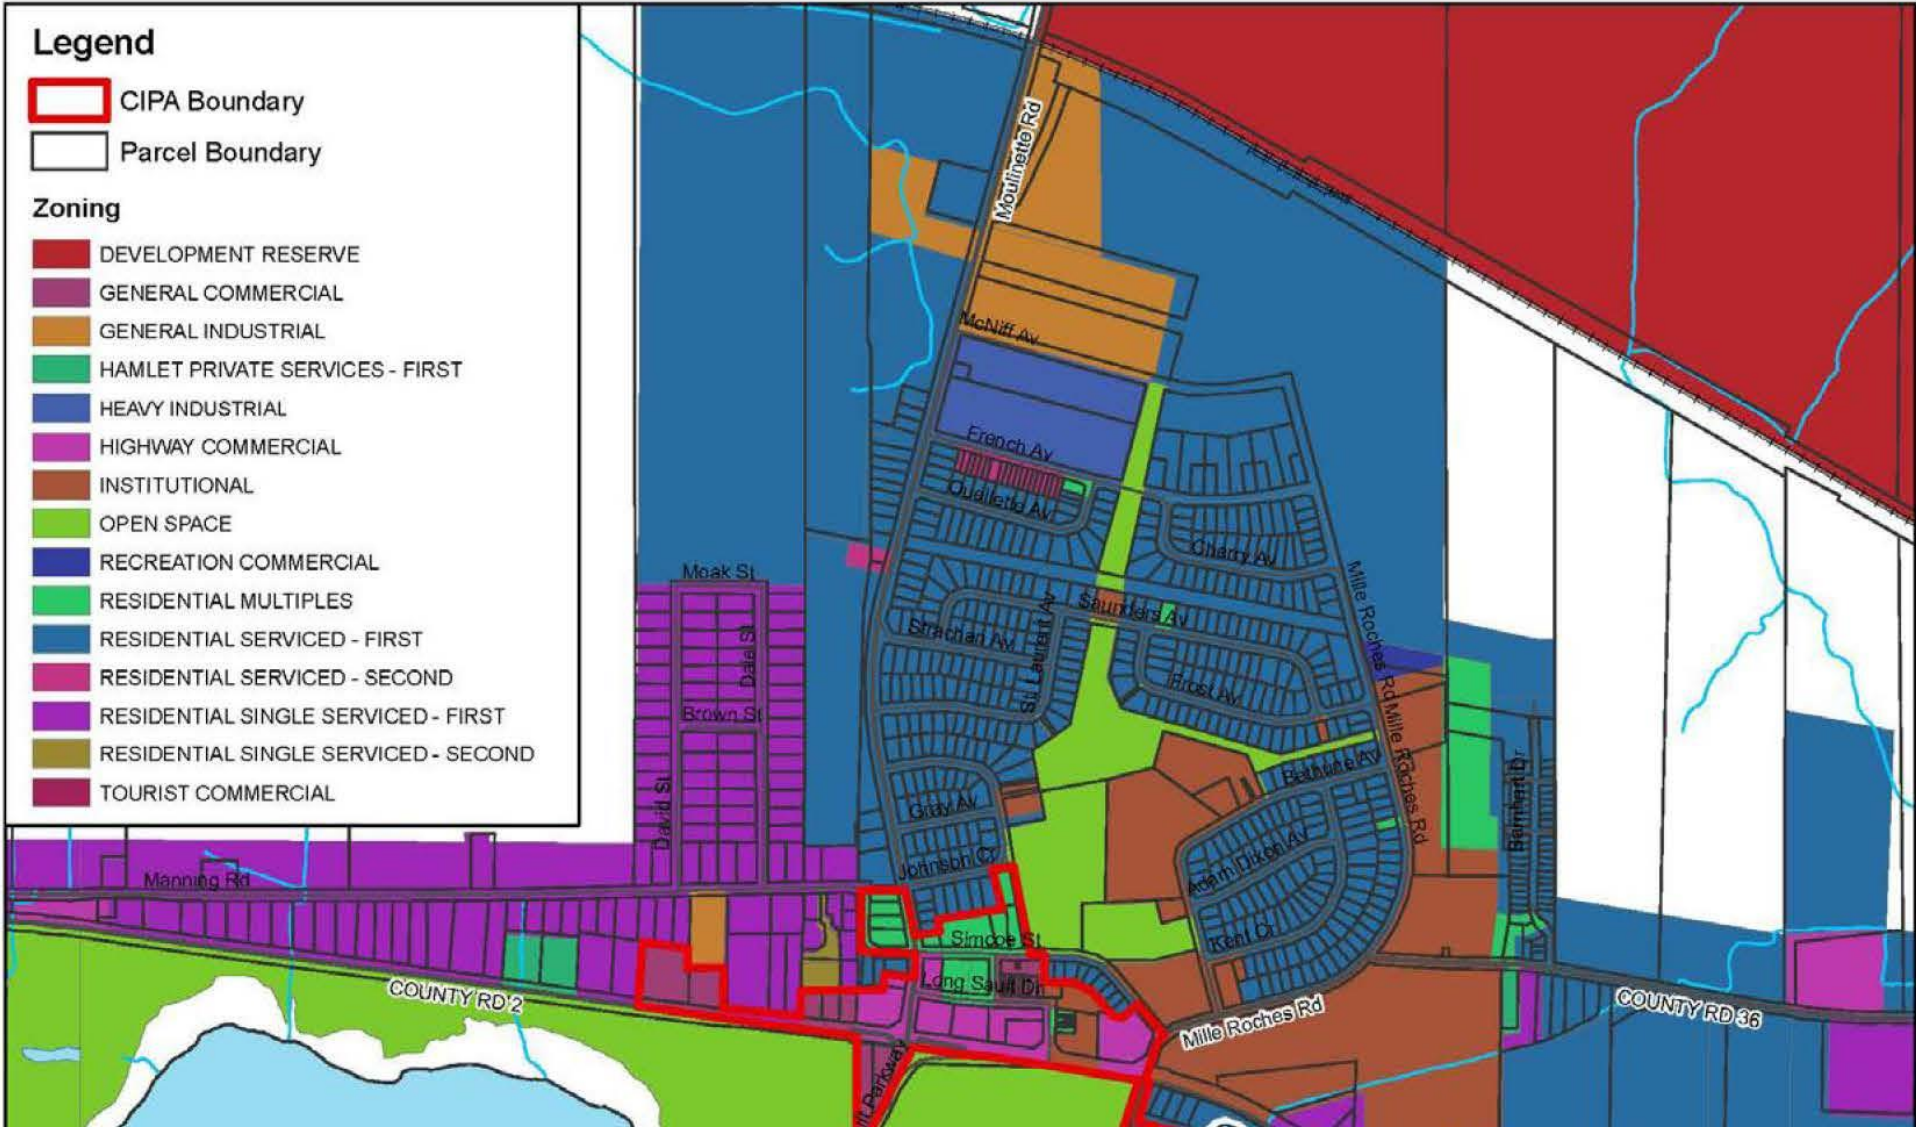 Legend
CIPA Boundary
Parcel Boundary
Zoning
DEVELOPMENT RESERVE
GENERAL COMMERCIAL
GENERAL INDUSTRIAL
HAMLET PRIVATE SERVICES - FIRST
HEAVY INDUSTRIAL
HIGHWAY COMMERCIAL
INSTITUTIONAL
OPEN SPACE
RECREATION COMMERCIAL
RESIDENTIAL MULTIPLES
RESIDENTIAL SERVICED - FIRST
RESIDENTIAL SERVICED - SECOND
RESIDENTIAL SINGLE SERVICED - FIRST
RESIDENTIAL SINGLE SERVICED - SECOND
TOURIST COMMERCIAL
Moulinette Rd
McNiff Av
French Av
Ouellette Av
Cherry Av
Moak St
Saunders Av
Mille Roches Rd
Strachan Av
St. Laurent Av
Dale St
Frost Av
Brown St
Mille Roches Rd
Bethune Av
Mille Roches Rd
Barnhart Dr
David St
Gray Av
Johnson Cr
Adam Dixon Av
Manning Rd
Kent Cr
Simcoe St
Long Sault Dr
COUNTY RD 2
COUNTY RD 36
Mille Roches Rd
Parkway